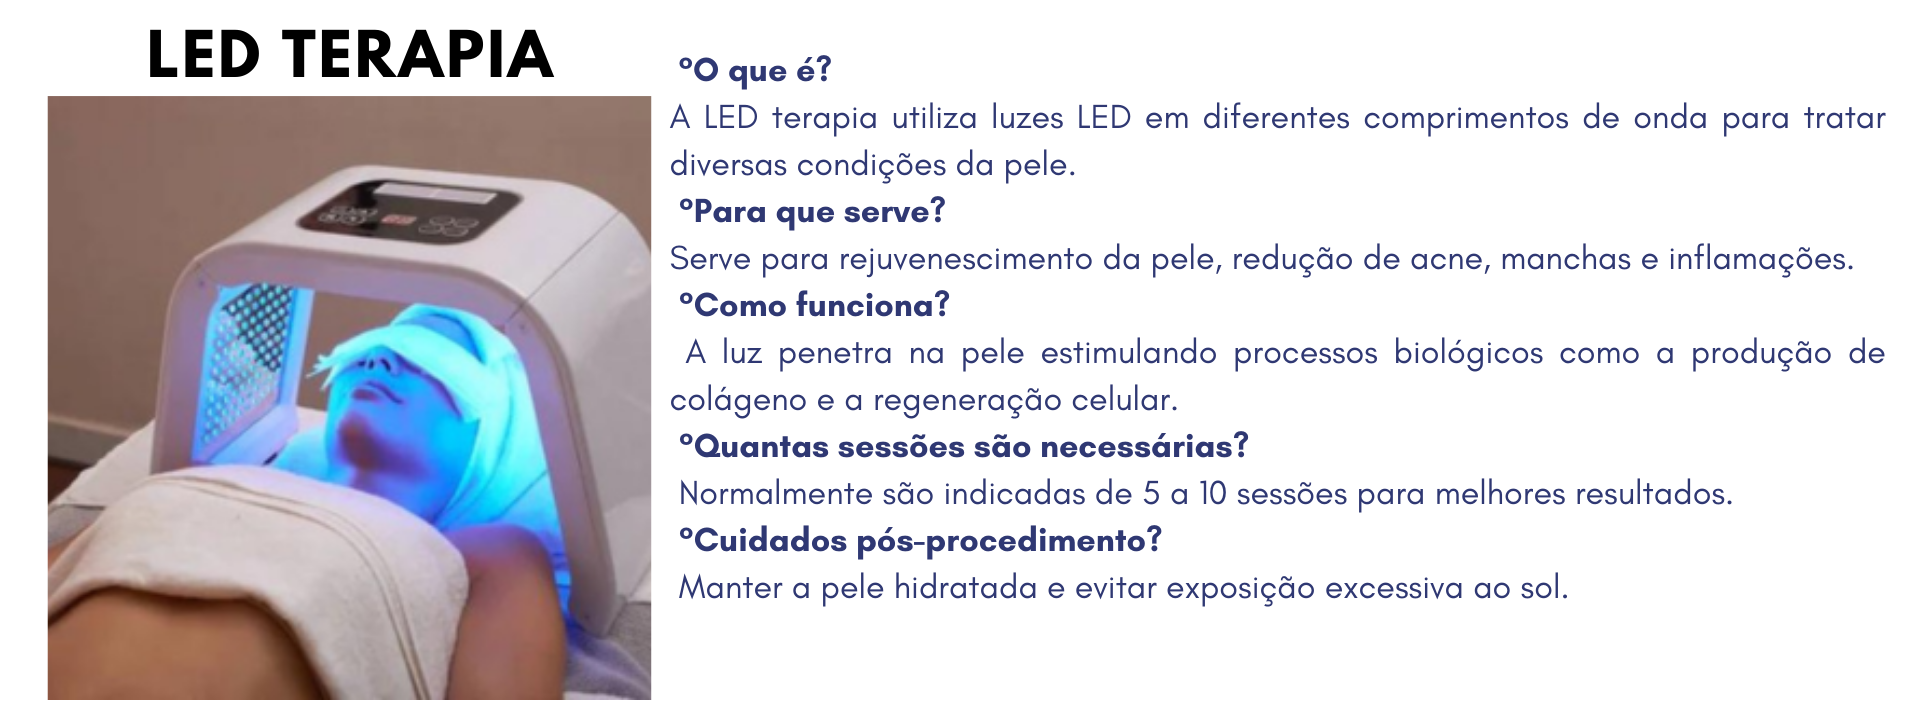 LED TERAPIA
°O que é?
A LED terapia utiliza luzes LED em diferentes comprimentos de onda para tratar
diversas condições da pele.
°Para que serve?
Serve para rejuvenescimento da pele, redução de acne, manchas e inflamações.
°Como funciona?
A luz penetra na pele estimulando processos biológicos como a produção de
colágeno e a regeneração celular.
°Quantas sessões são necessárias?
Normalmente são indicadas de 5 a 10 sessões para melhores resultados.
°Cuidados pós-procedimento?
Manter a pele hidratada e evitar exposição excessiva ao sol.